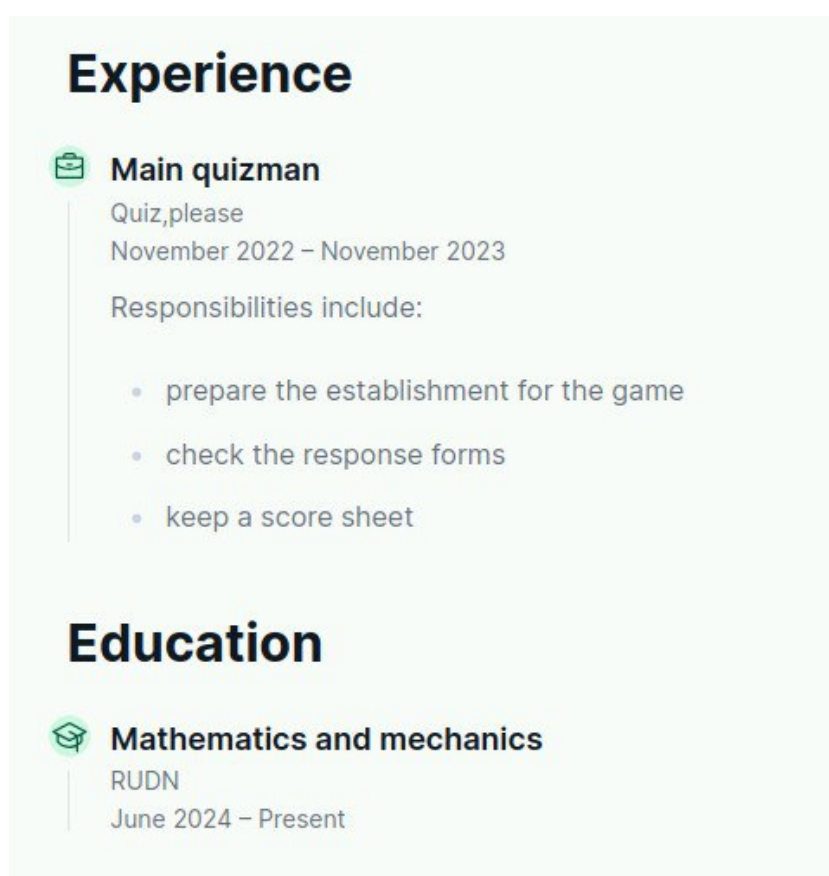 Experience
Main quizman
Quiz,please
November 2022 – November 2023
Responsibilities include:
prepare the establishment for the game
check the response forms
keep a score sheet
Education
Mathematics and mechanics
RUDN
June 2024 – Present